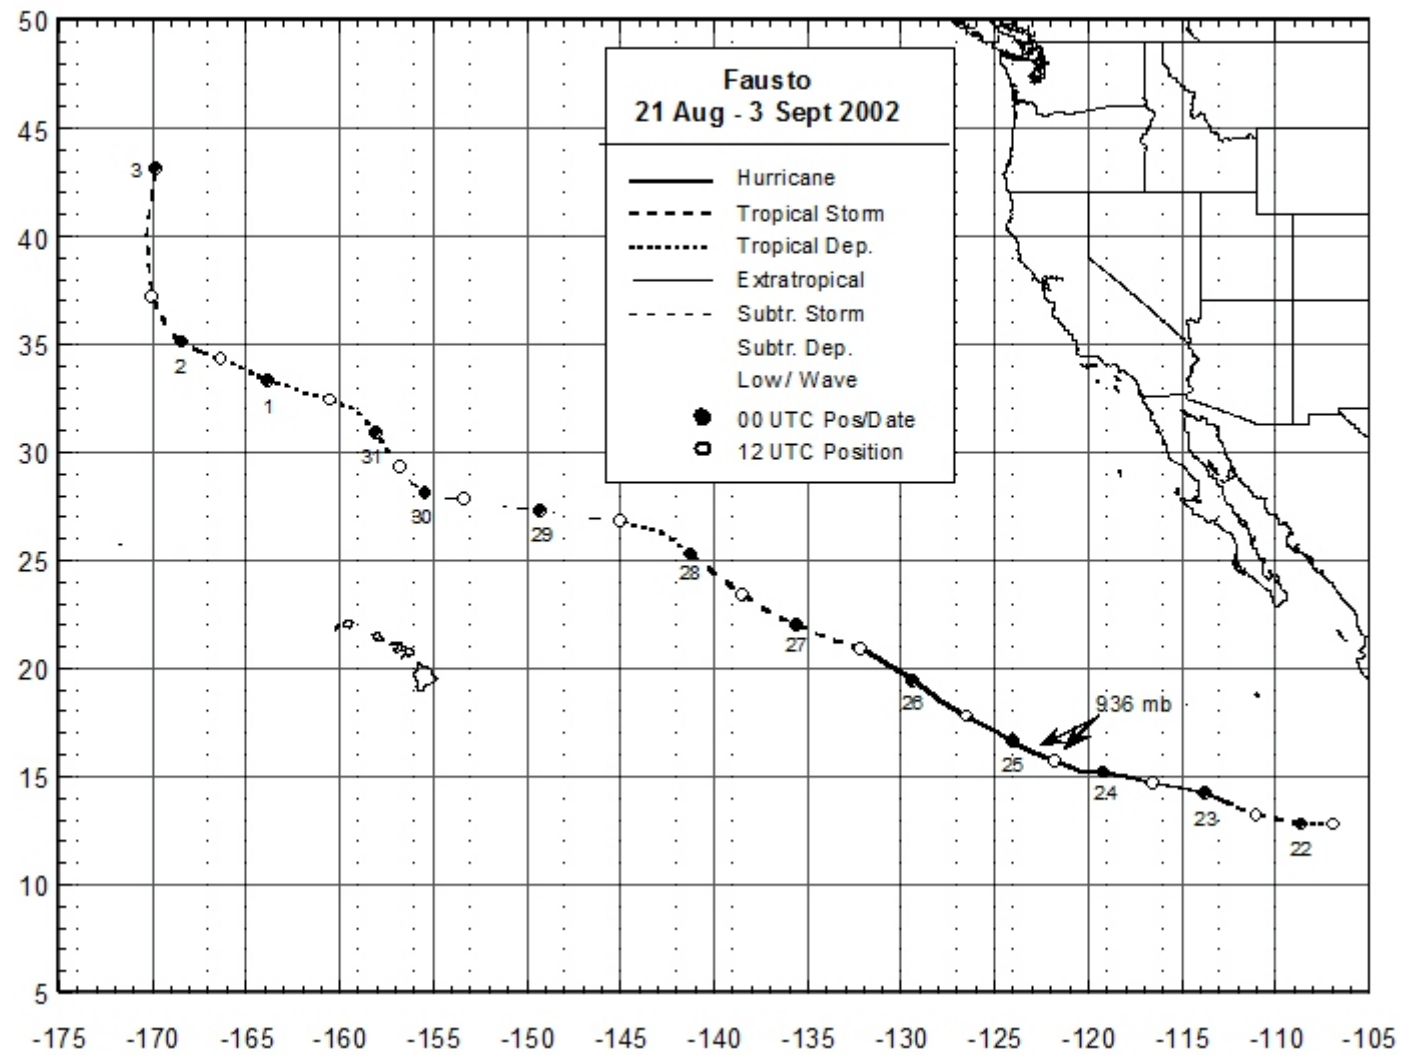 50
45
40
35
30
25
20
15
10
5
Fausto
21 Aug - 3 Sept 2002
Hurricane
Tropical Storm
Tropical Dep.
Extratropical
Subtr. Storm
Subtr. Dep.
Low/ Wave
00 UTC Pos/Date
12 UTC Position
3
2
1
31
30
29
28
27
26
936 mb
25
24
23
22
-175 -170 -165 -160 -155 -150 -145 -140 -135 -130 -125 -120 -115 -110 -105